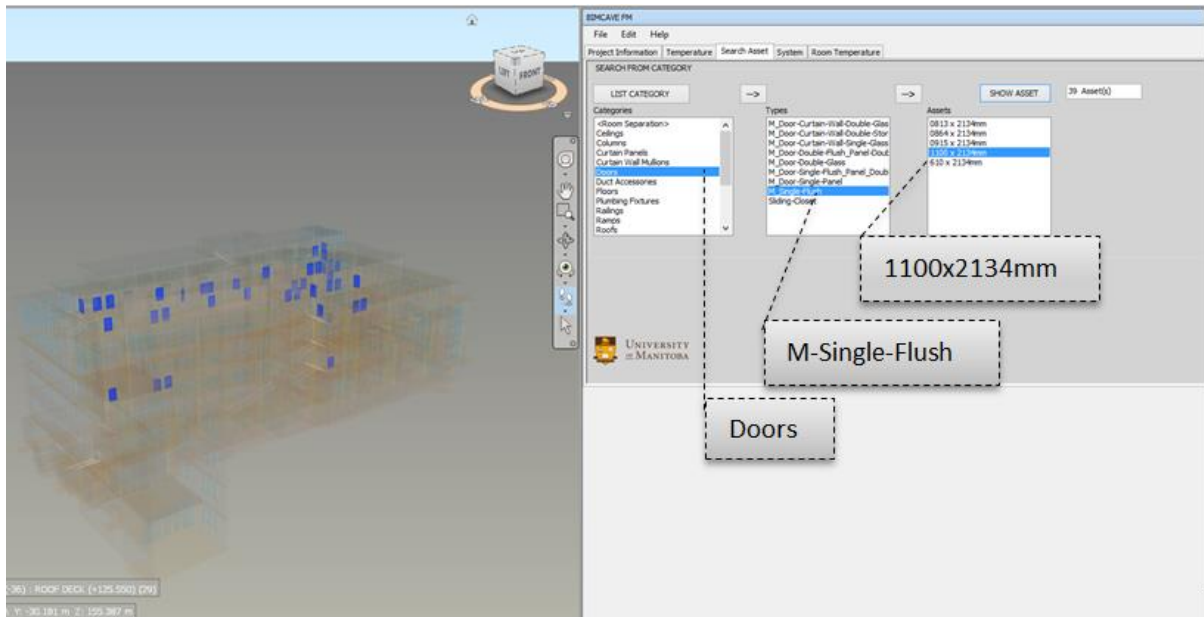 BIMCAVE FM
File Edit Help
Project Information Temperature Search Asset System Room Temperature
SEARCH FROM CATEGORY
LIST CATEGORY --> --> SHOW ASSET 39 Asset(s)
Categories
<Room Separation>
Ceilings
Columns
Curtain Panels
Curtain Wall Mullions
Doors
Duct Accessories
Floors
Plumbing Fixtures
Railings
Ramps
Roofs
Types
M_Door-Curtain-Wall-Double-Glas
M_Door-Curtain-Wall-Double-Stor
M_Door-Curtain-Wall-Single-Glass
M_Door-Double-Flush_Panel-Doub
M_Door-Double-Glass
M_Door-Single-Flush_Panel_Doub
M_Door-Single-Panel
M_Single-Flush
Sliding-Closet
Assets
0813 x 2134mm
0864 x 2134mm
0915 x 2134mm
1100 x 2134mm
610 x 2134mm
1100x2134mm
M-Single-Flush
Doors
UNIVERSITY
OF MANITOBA
LEFT FRONT
(-36) : ROOF DECK (+125.550) (29)
Y: -30.181 m Z: 155.387 m